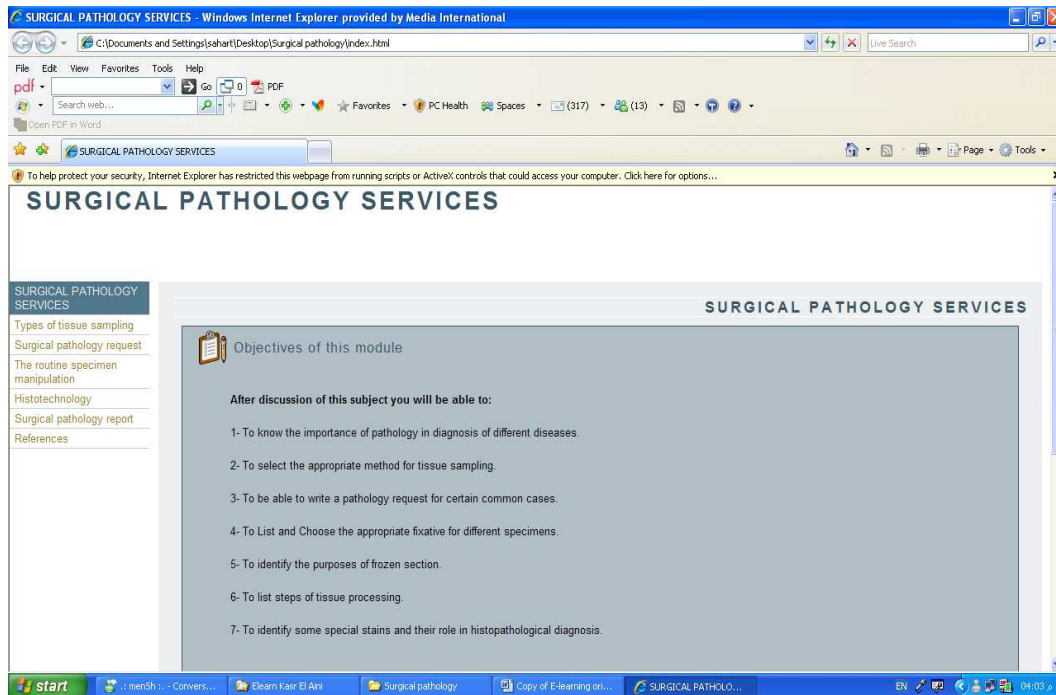 SURGICAL PATHOLOGY SERVICES - Windows Internet Explorer provided by Media International
C:\Documents and Settings\sahart\Desktop\Surgical pathology\index.html
Live Search
File Edit View Favorites Tools Help
pdf Go 0 PDF
Search web... Favorites PC Health Spaces (317) (13)
Open PDF in Word
SURGICAL PATHOLOGY SERVICES Page Tools
To help protect your security, Internet Explorer has restricted this webpage from running scripts or ActiveX controls that could access your computer. Click here for options...
SURGICAL PATHOLOGY SERVICES
SURGICAL PATHOLOGY
SERVICES
Types of tissue sampling
Surgical pathology request
The routine specimen
manipulation
Histotechnology
Surgical pathology report
References
SURGICAL PATHOLOGY SERVICES
Objectives of this module
After discussion of this subject you will be able to:
1- To know the importance of pathology in diagnosis of different diseases.
2- To select the appropriate method for tissue sampling.
3- To be able to write a pathology request for certain common cases.
4- To List and Choose the appropriate fixative for different specimens.
5- To identify the purposes of frozen section.
6- To list steps of tissue processing.
7- To identify some special stains and their role in histopathological diagnosis.
start .: menSh :. - Convers... Elearn Kasr El Aini Surgical pathology Copy of E-learning ori... SURGICAL PATHOLO... EN 04:03 م